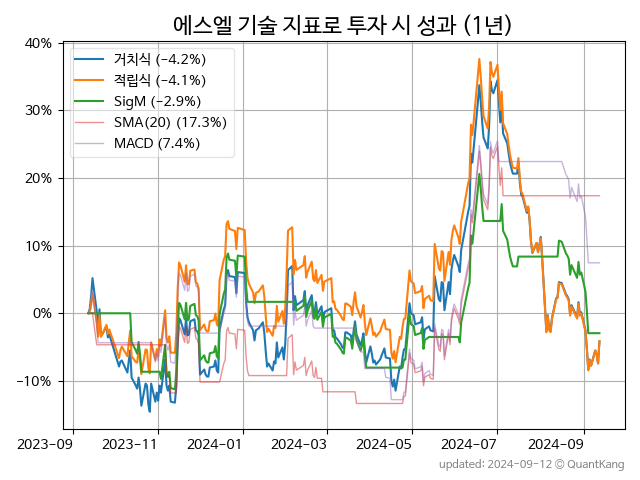 에스엘 기술 지표로 투자 시 성과 (1년)
40%
30%
20%
10%
0%
−10%
거치식 (−4.2%)
적립식 (−4.1%)
SigM (−2.9%)
SMA(20) (17.3%)
MACD (7.4%)
2023-09
2023-11
2024-01
2024-03
2024-05
2024-07
2024-09
updated: 2024-09-12 © QuantKang